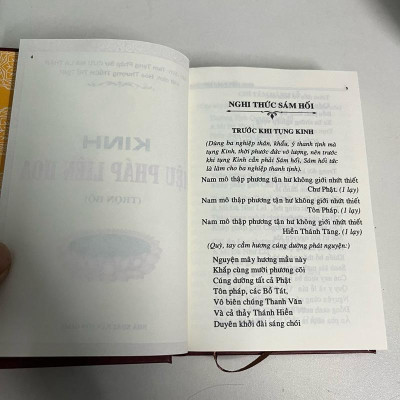 4
KINH
5
NGHI THỨC SÁM HỐI
TRƯỚC KHI TỤNG KINH
(Dùng ba nghiệp thân, khẩu, ý thanh tịnh mà
tụng Kinh, thời phước đức vô lượng, nên trước
khi tụng Kinh cần phải Sám hối, Sám hối tức
là làm cho ba nghiệp thanh tịnh).
Nam mô thập phương tận hư không giới nhứt thiết
Chư Phật. (1 lạy)
Nam mô thập phương tận hư không giới nhứt thiết
Tôn Pháp. (1 lạy)
Nam mô thập phương tận hư không giới nhứt thiết
Hiền Thánh Tăng. (1 lạy)
(Quỳ, tay cầm hương cúng dường phát nguyện:)
Nguyện mây hương mầu này
Khắp cùng mười phương cõi
Cúng dường tất cả Phật
Tôn pháp, các Bồ Tát,
Vô biên chúng Thanh Văn
Và cả thảy Thánh Hiền
Duyên khởi đài sáng chói